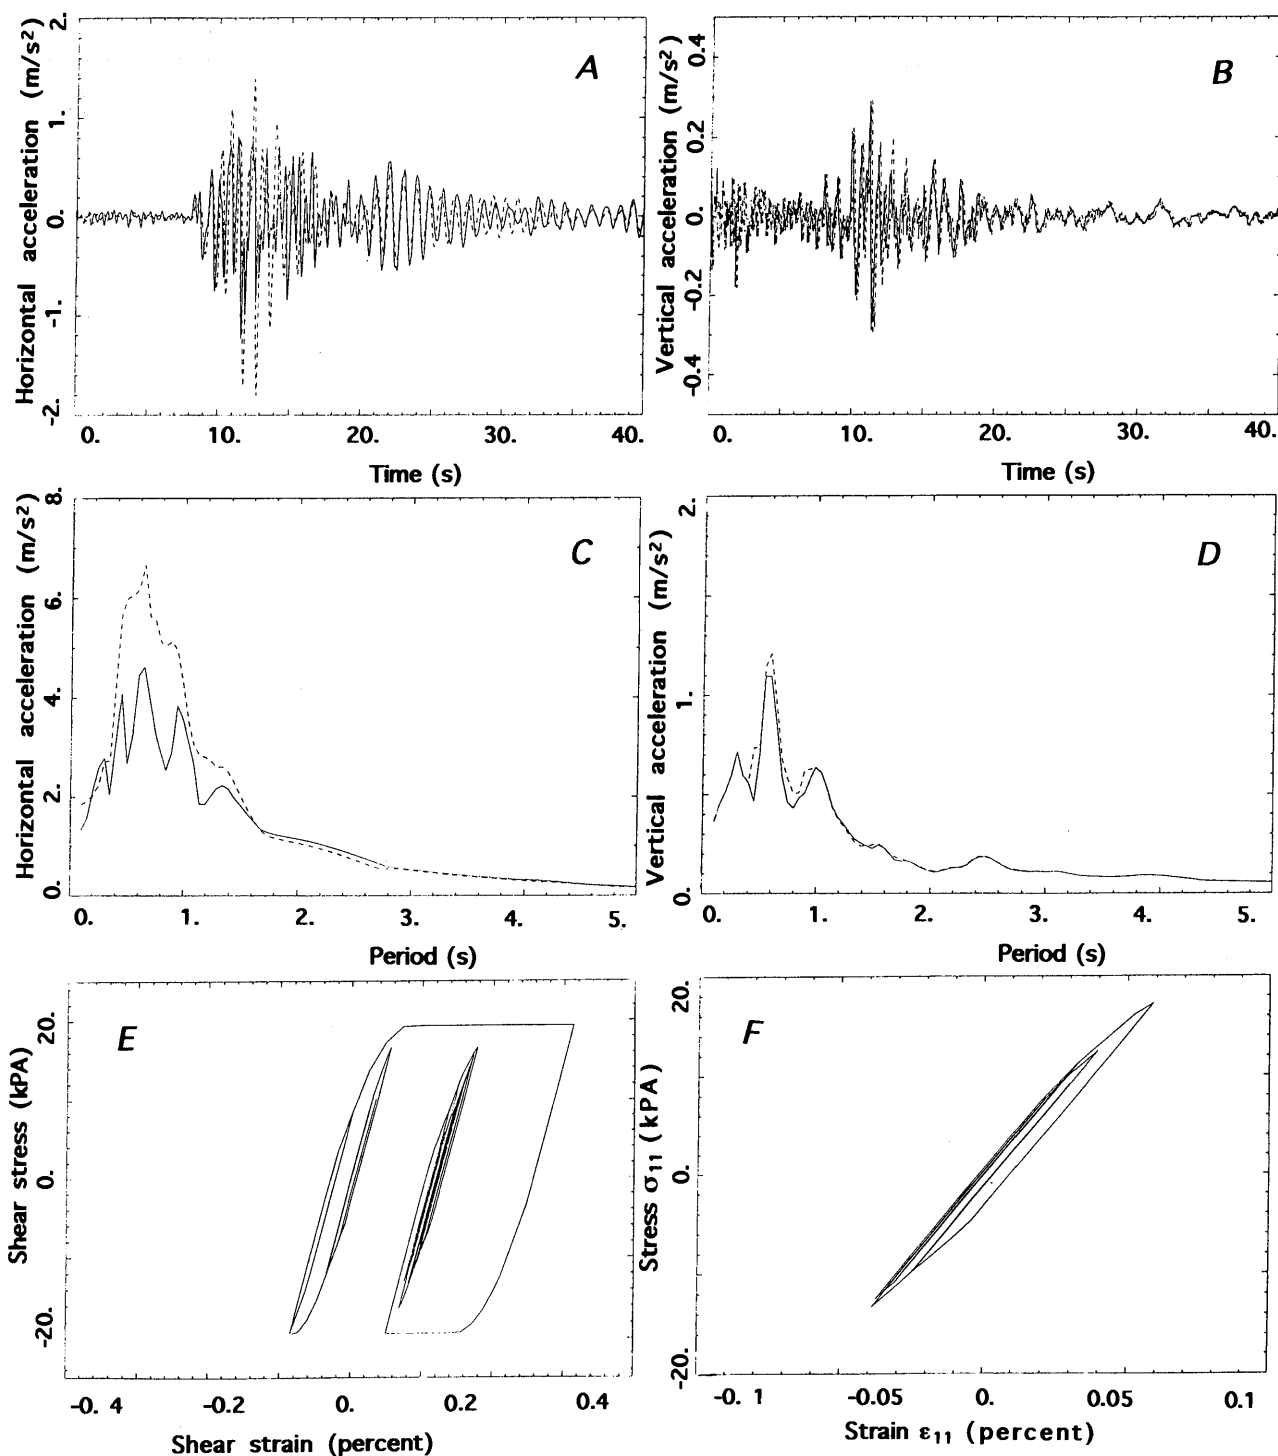 A
Horizontal acceleration (m/s²)
2.
1.
0.
-1.
-2.
0. 10. 20. 30. 40.
Time (s)
B
Vertical acceleration (m/s²)
0.4
0.2
0.
-0.2
-0.4
0. 10. 20. 30. 40.
Time (s)
C
Horizontal acceleration (m/s²)
8.
6.
4.
2.
0.
0. 1. 2. 3. 4. 5.
Period (s)
D
Vertical acceleration (m/s²)
2.
1.
0.
0. 1. 2. 3. 4. 5.
Period (s)
E
Shear stress (kPA)
20.
0.
-20.
-0.4 -0.2 0. 0.2 0.4
Shear strain (percent)
F
Stress σ₁₁ (kPA)
20.
0.
-20.
-0.1 -0.05 0. 0.05 0.1
Strain ε₁₁ (percent)